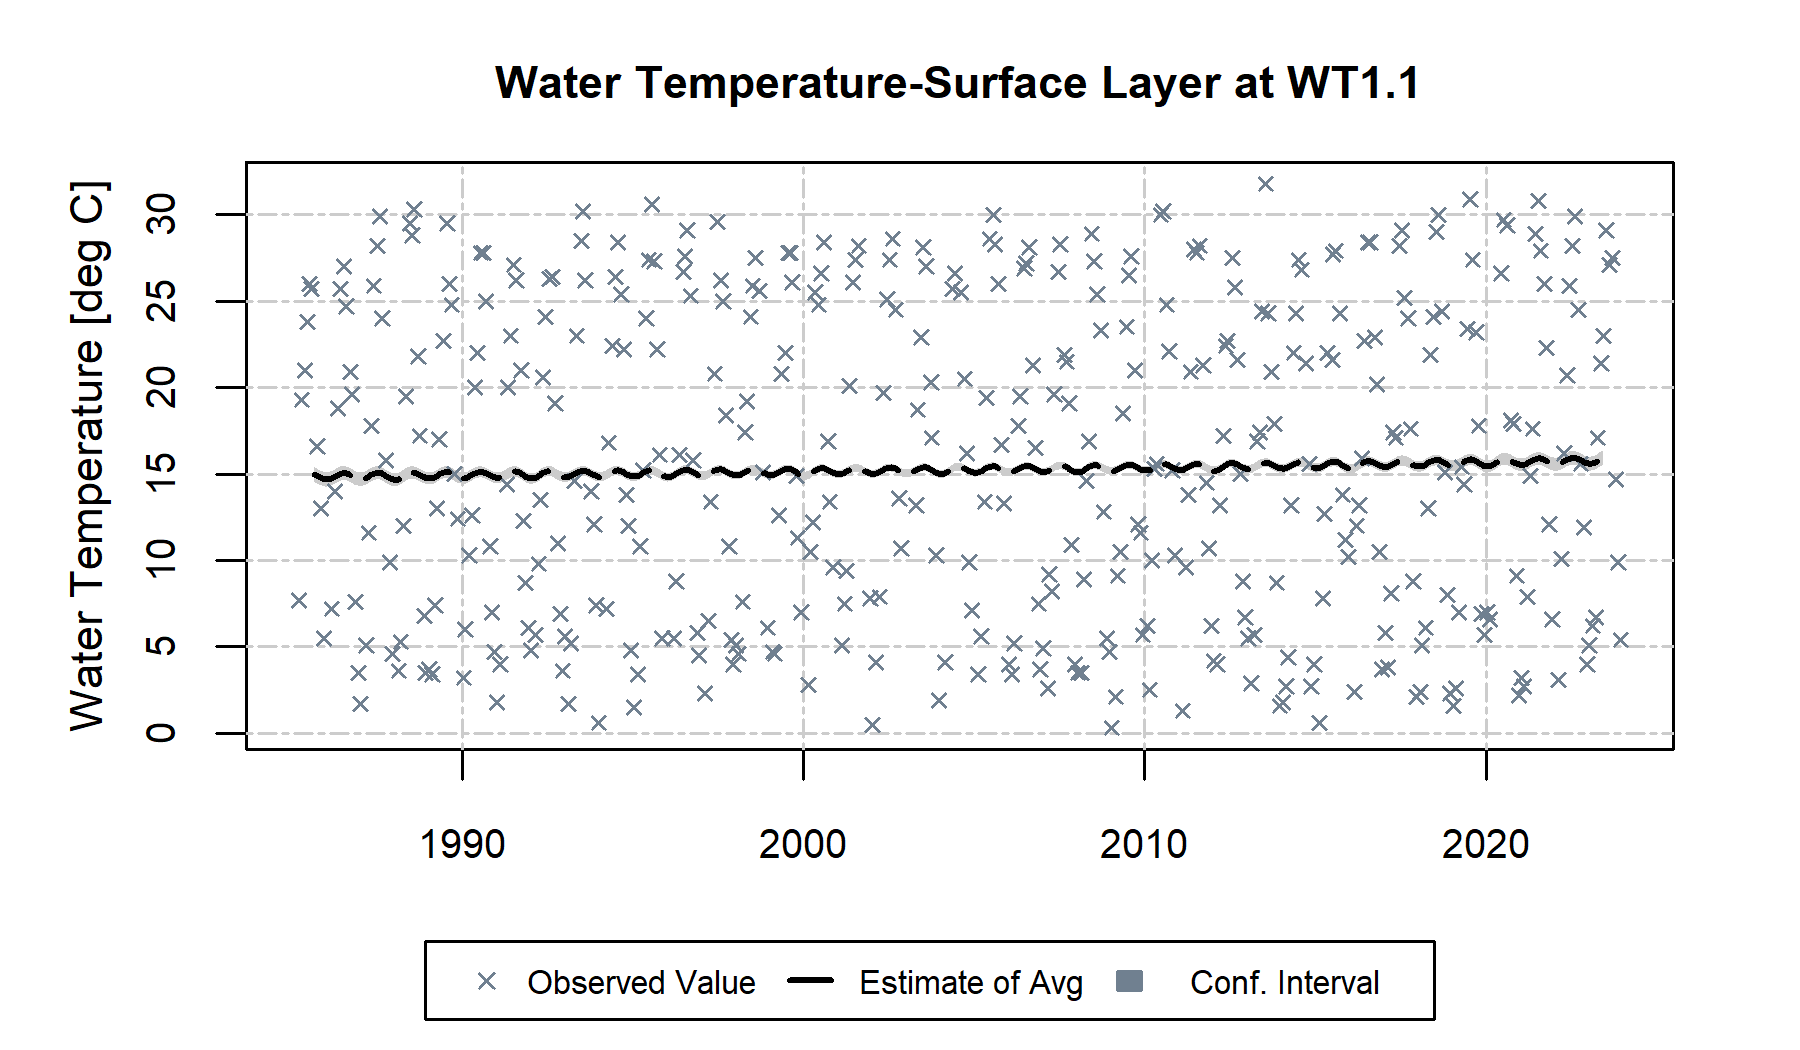 Water Temperature-Surface Layer at WT1.1
Water Temperature [deg C]
30
25
20
15
10
5
0
1990 2000 2010 2020
Observed Value Estimate of Avg Conf. Interval